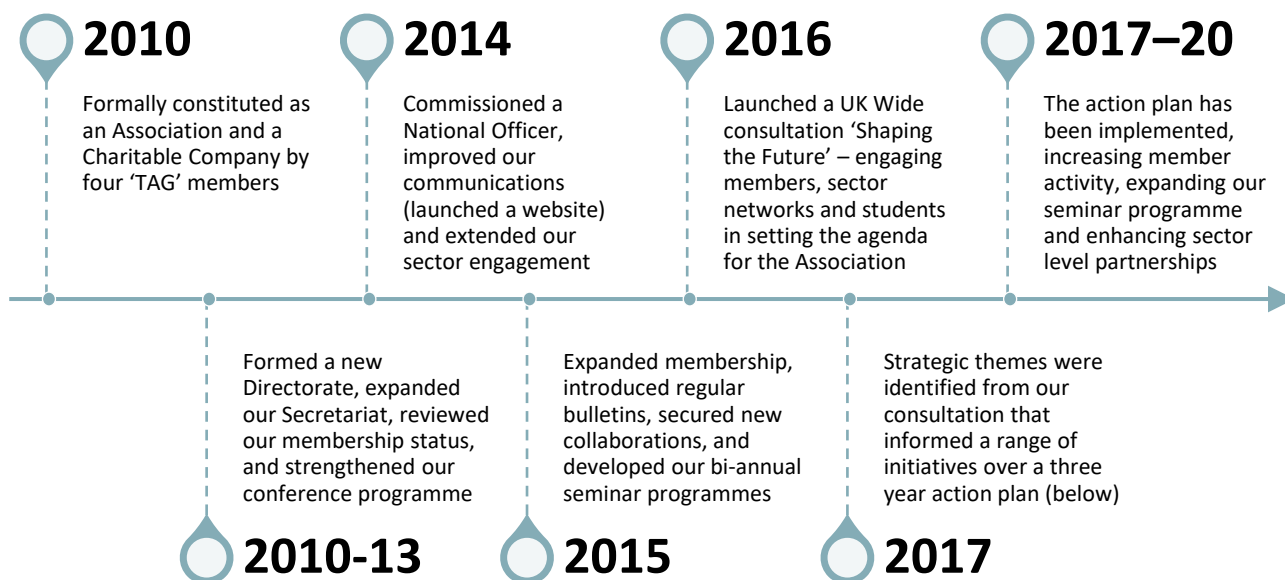 2010
Formally constituted as
an Association and a
Charitable Company by
four ‘TAG’ members
2014
Commissioned a
National Officer,
improved our
communications
(launched a website)
and extended our
sector engagement
2016
Launched a UK Wide
consultation ‘Shaping
the Future’ – engaging
members, sector
networks and students
in setting the agenda
for the Association
2017–20
The action plan has
been implemented,
increasing member
activity, expanding our
seminar programme
and enhancing sector
level partnerships
Formed a new
Directorate, expanded
our Secretariat, reviewed
our membership status,
and strengthened our
conference programme
2010-13
Expanded membership,
introduced regular
bulletins, secured new
collaborations, and
developed our bi-annual
seminar programmes
2015
Strategic themes were
identified from our
consultation that
informed a range of
initiatives over a three
year action plan (below)
2017